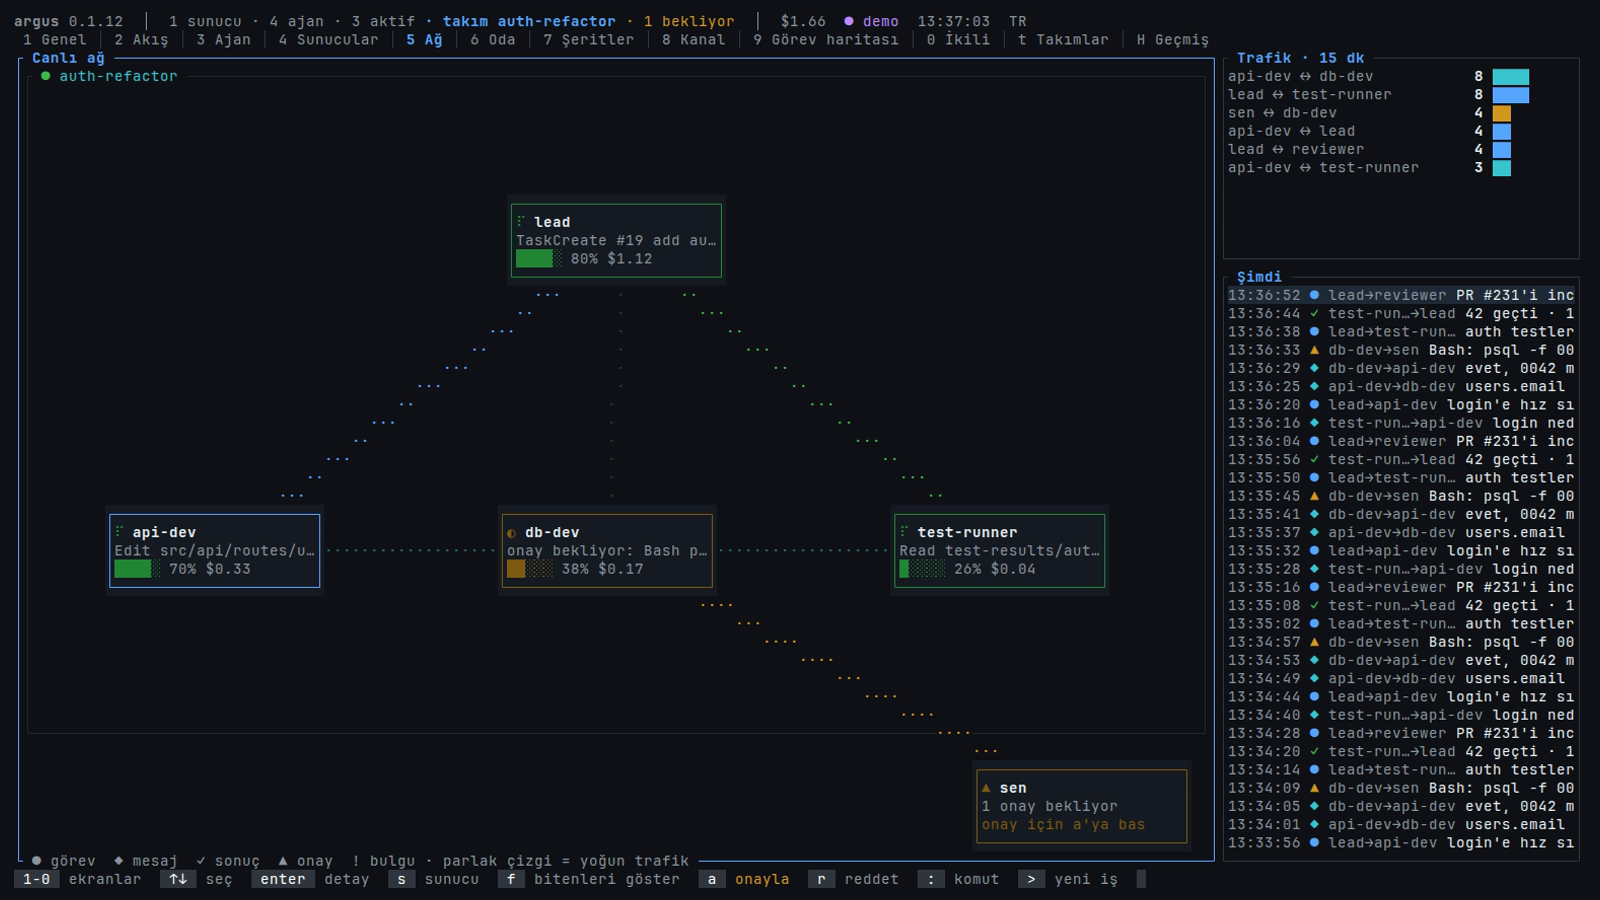 argus 0.1.12 │ 1 sunucu · 4 ajan · 3 aktif · takım auth-refactor · 1 bekliyor │ $1.66 ● demo 13:37:03 TR
1 Genel │ 2 Akış │ 3 Ajan │ 4 Sunucular │ 5 Ağ │ 6 Oda │ 7 Şeritler │ 8 Kanal │ 9 Görev haritası │ 0 İkili │ t Takımlar │ H Geçmiş
Canlı ağ
● auth-refactor
lead
TaskCreate #19 add au…
80% $1.12
api-dev
Edit src/api/routes/u…
70% $0.33
db-dev
onay bekliyor: Bash p…
38% $0.17
test-runner
Read test-results/aut…
26% $0.04
▲ sen
1 onay bekliyor
onay için a'ya bas
● görev ◆ mesaj ✓ sonuç ▲ onay ! bulgu · parlak çizgi = yoğun trafik
Trafik · 15 dk
api-dev ↔ db-dev 8
lead ↔ test-runner 8
sen ↔ db-dev 4
api-dev ↔ lead 4
lead ↔ reviewer 4
api-dev ↔ test-runner 3
Şimdi
13:36:52 ● lead→reviewer PR #231'i inc
13:36:44 ✓ test-run…→lead 42 geçti · 1
13:36:38 ● lead→test-run… auth testler
13:36:33 ▲ db-dev→sen Bash: psql -f 00
13:36:29 ◆ db-dev→api-dev evet, 0042 m
13:36:25 ◆ api-dev→db-dev users.email
13:36:20 ● lead→api-dev login'e hız sı
13:36:16 ◆ test-run…→api-dev login ned
13:36:04 ● lead→reviewer PR #231'i inc
13:35:56 ✓ test-run…→lead 42 geçti · 1
13:35:50 ● lead→test-run… auth testler
13:35:45 ▲ db-dev→sen Bash: psql -f 00
13:35:41 ◆ db-dev→api-dev evet, 0042 m
13:35:37 ◆ api-dev→db-dev users.email
13:35:32 ● lead→api-dev login'e hız sı
13:35:28 ◆ test-run…→api-dev login ned
13:35:16 ● lead→reviewer PR #231'i inc
13:35:08 ✓ test-run…→lead 42 geçti · 1
13:35:02 ● lead→test-run… auth testler
13:34:57 ▲ db-dev→sen Bash: psql -f 00
13:34:53 ◆ db-dev→api-dev evet, 0042 m
13:34:49 ◆ api-dev→db-dev users.email
13:34:44 ● lead→api-dev login'e hız sı
13:34:40 ◆ test-run…→api-dev login ned
13:34:28 ● lead→reviewer PR #231'i inc
13:34:20 ✓ test-run…→lead 42 geçti · 1
13:34:14 ● lead→test-run… auth testler
13:34:09 ▲ db-dev→sen Bash: psql -f 00
13:34:05 ◆ db-dev→api-dev evet, 0042 m
13:34:01 ◆ api-dev→db-dev users.email
13:33:56 ● lead→api-dev login'e hız sı
1-0 ekranlar ↑↓ seç enter detay s sunucu f bitenleri göster a onayla r reddet : komut > yeni iş